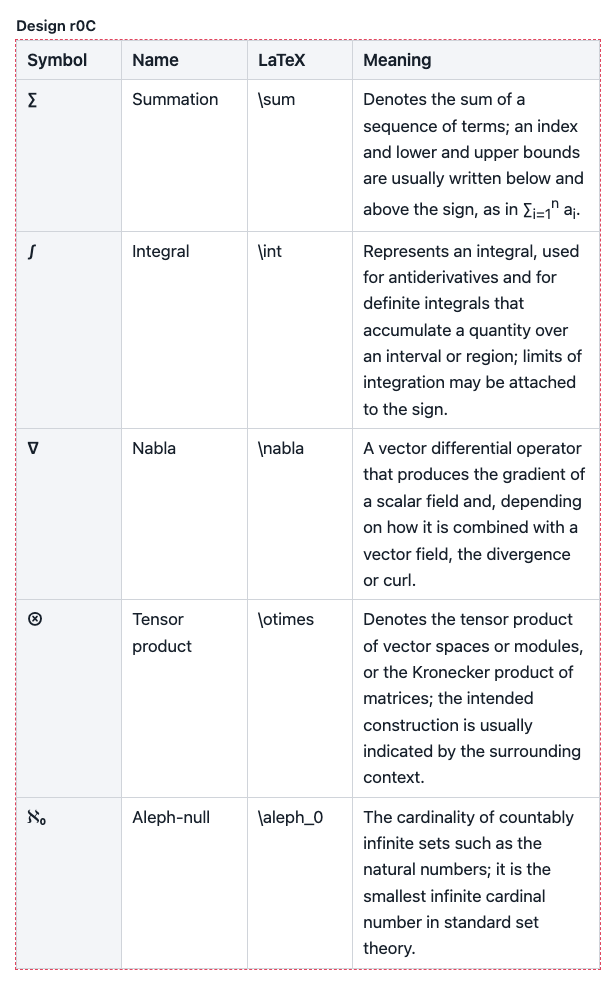 Design r0C
Symbol Name LaTeX Meaning
∑ Summation \sum Denotes the sum of a
sequence of terms; an index
and lower and upper bounds
are usually written below and
above the sign, as in ∑i=1n ai.
∫ Integral \int Represents an integral, used
for antiderivatives and for
definite integrals that
accumulate a quantity over
an interval or region; limits of
integration may be attached
to the sign.
∇ Nabla \nabla A vector differential operator
that produces the gradient of
a scalar field and, depending
on how it is combined with a
vector field, the divergence
or curl.
⊗ Tensor \otimes Denotes the tensor product
product of vector spaces or modules,
or the Kronecker product of
matrices; the intended
construction is usually
indicated by the surrounding
context.
ℵ₀ Aleph-null \aleph_0 The cardinality of countably
infinite sets such as the
natural numbers; it is the
smallest infinite cardinal
number in standard set
theory.